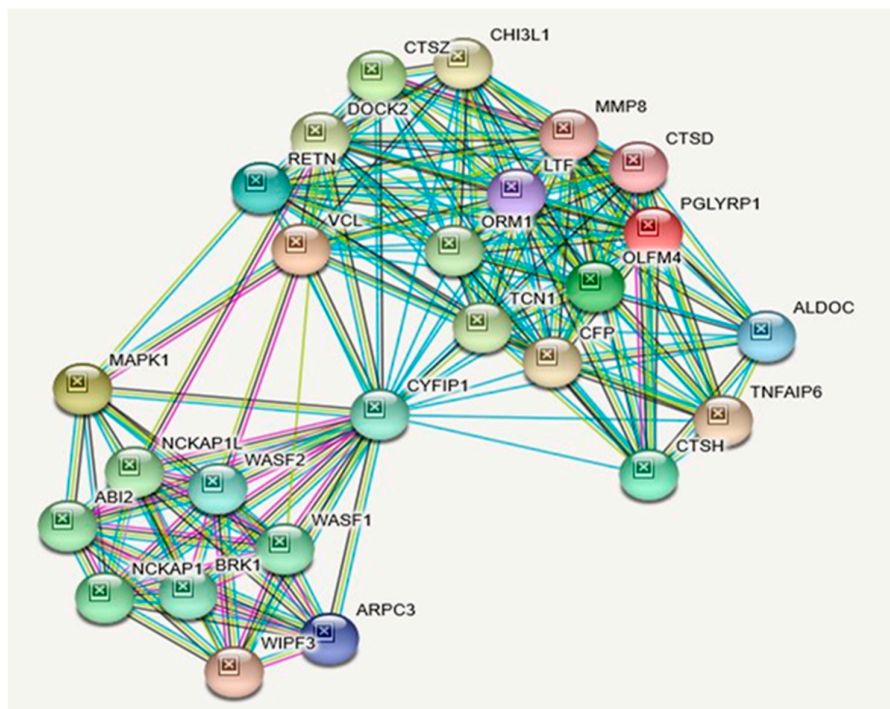 CHI3L1
CTSZ
DOCK2
MMP8
CTSD
RETN
LTF
PGLYRP1
VCL
ORM1
OLFM4
TCN1
ALDOC
CFP
MAPK1
CYFIP1
TNFAIP6
NCKAP1L
WASF2
CTSH
ABI2
WASF1
NCKAP1
BRK1
ARPC3
WIPF3